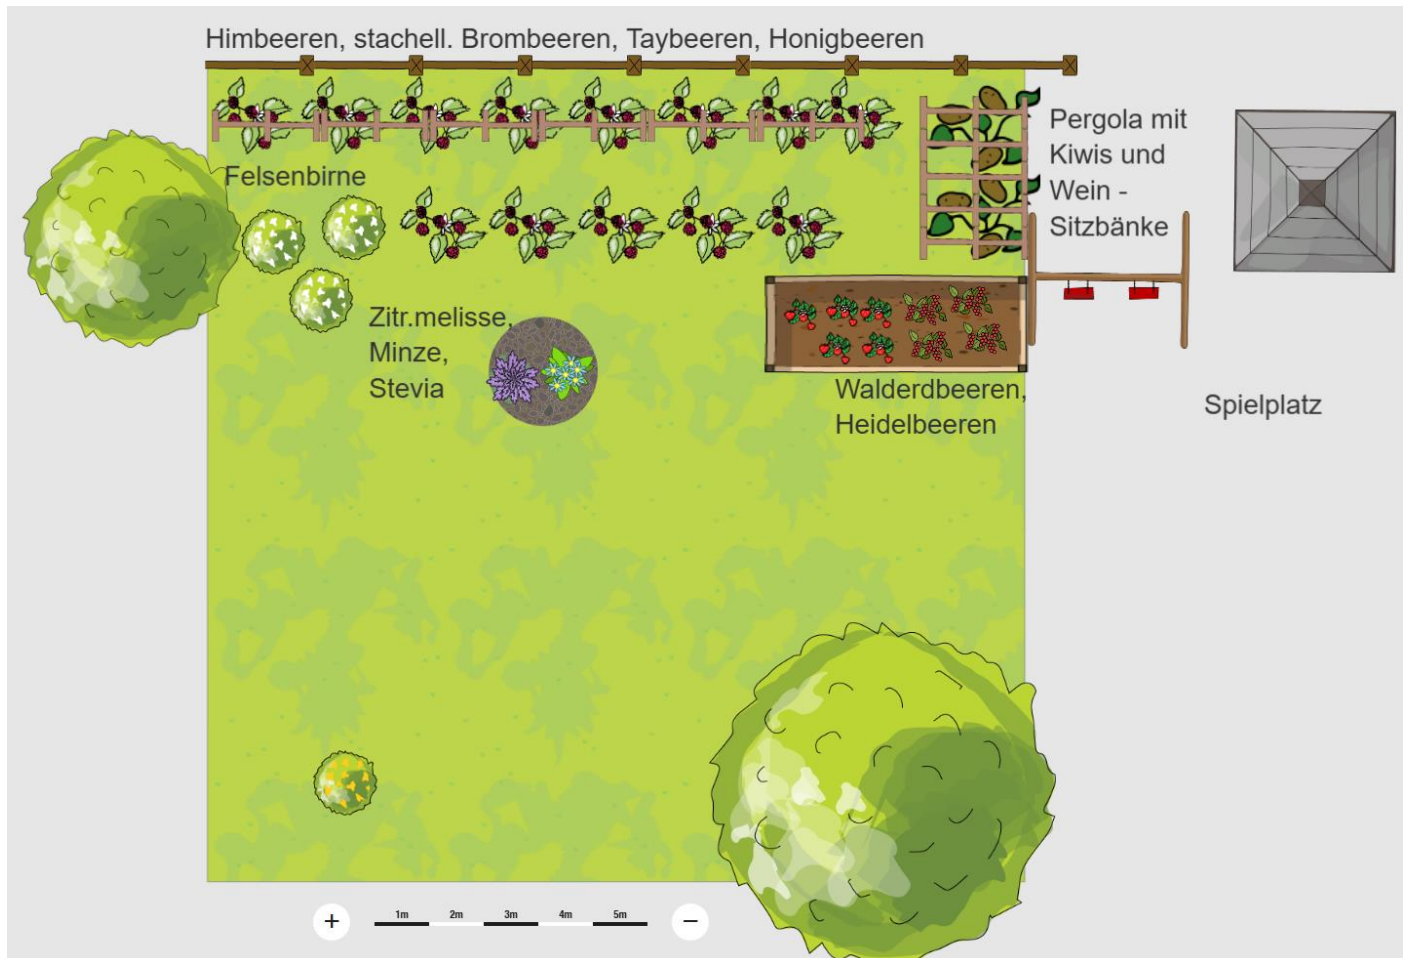 Himbeeren, stachell. Brombeeren, Taybeeren, Honigbeeren
Felsenbirne
Pergola mit
Kiwis und
Wein -
Sitzbänke
Zitr.melisse,
Minze,
Stevia
Walderdbeeren,
Heidelbeeren
Spielplatz
+ 1m 2m 3m 4m 5m −